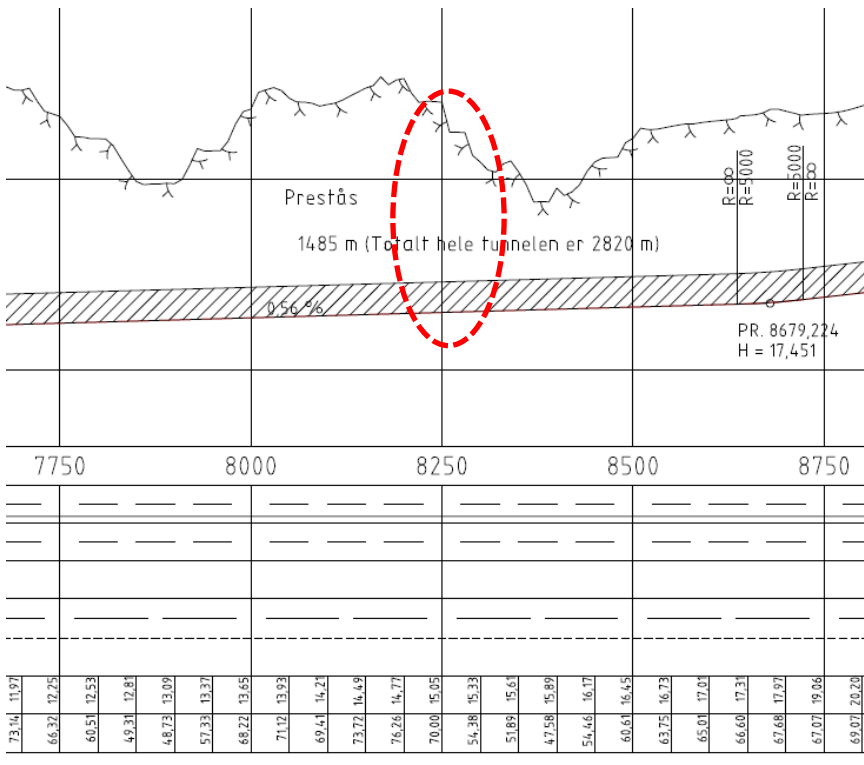 R=∞
R=5000
R=5000
R=∞
Prestås
1485 m (Totalt hele tunnelen er 2820 m)
0,56 %
PR. 8679,224
H = 17,451
7750 8000 8250 8500 8750
11,97 12,25 12,53 12,81 13,09 13,37 13,65 13,93 14,21 14,49 14,77 15,05 15,33 15,61 15,89 16,17 16,45 16,73 17,01 17,31 17,97 19,06 20,20
73,14 66,32 60,51 49,31 48,73 57,33 68,22 71,12 69,41 73,72 76,26 70,00 54,38 51,89 47,58 54,46 60,61 63,75 65,01 66,60 67,68 67,07 69,07